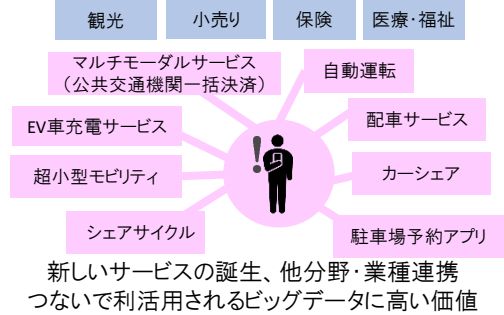 観光
小売り
保険
医療・福祉
マルチモーダルサービス
（公共交通機関一括決済）
自動運転
EV車充電サービス
配車サービス
!
超小型モビリティ
カーシェア
シェアサイクル
駐車場予約アプリ
新しいサービスの誕生、他分野・業種連携
つないで利活用されるビッグデータに高い価値